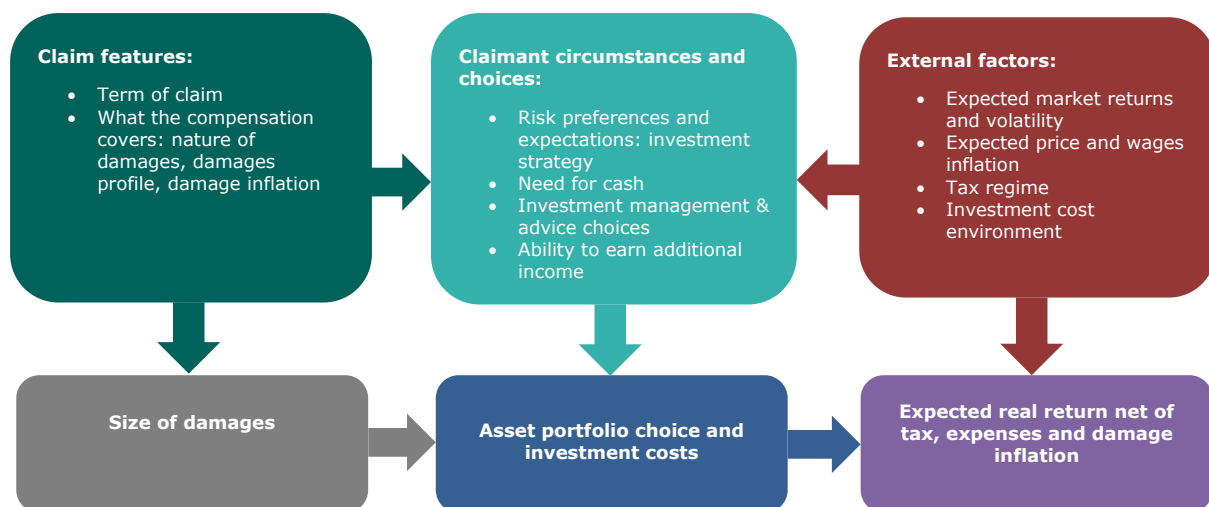 Claim features:
• Term of claim
• What the compensation
covers: nature of
damages, damages
profile, damage inflation
Claimant circumstances and
choices:
• Risk preferences and
expectations: investment
strategy
• Need for cash
• Investment management &
advice choices
• Ability to earn additional
income
External factors:
• Expected market returns
and volatility
• Expected price and wages
inflation
• Tax regime
• Investment cost
environment
Size of damages
Asset portfolio choice and
investment costs
Expected real return net of
tax, expenses and damage
inflation